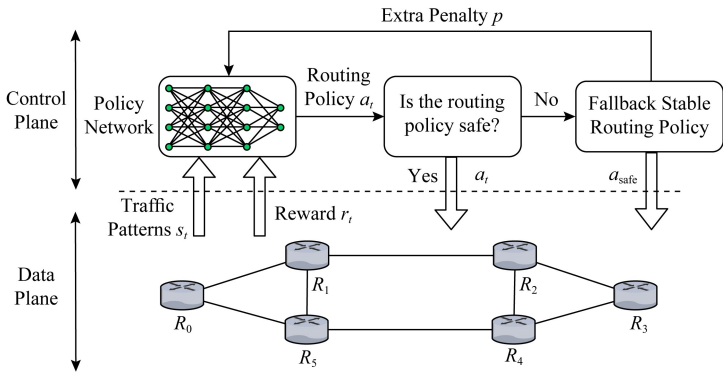 Extra Penalty p
Control
Plane
Policy
Network
Routing
Policy a_t
Is the routing
policy safe?
No
Fallback Stable
Routing Policy
Yes
a_t
a_safe
Traffic
Patterns s_t
Reward r_t
Data
Plane
R_0
R_1
R_2
R_3
R_5
R_4